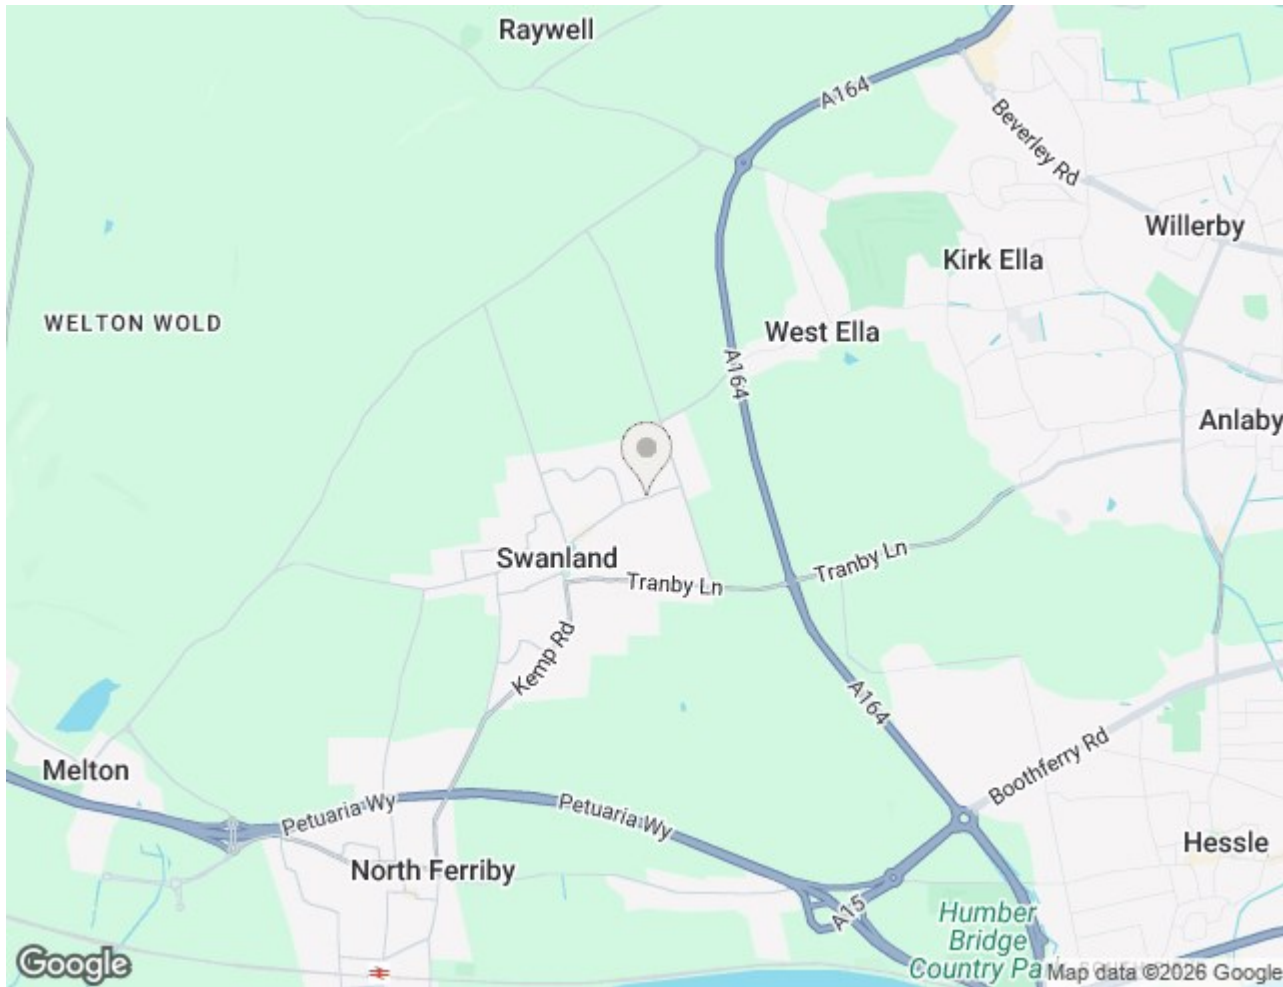 Raywell
A164
Beverley Rd
Willerby
Kirk Ella
WELTON WOLD
West Ella
A164
Anlaby
Swanland
Tranby Ln
Tranby Ln
Kemp Rd
A164
Melton
Boothferry Rd
Petuaria Wy
Petuaria Wy
Hessle
North Ferriby
A15
Humber
Bridge
Country
Google
Map data ©2026 Google